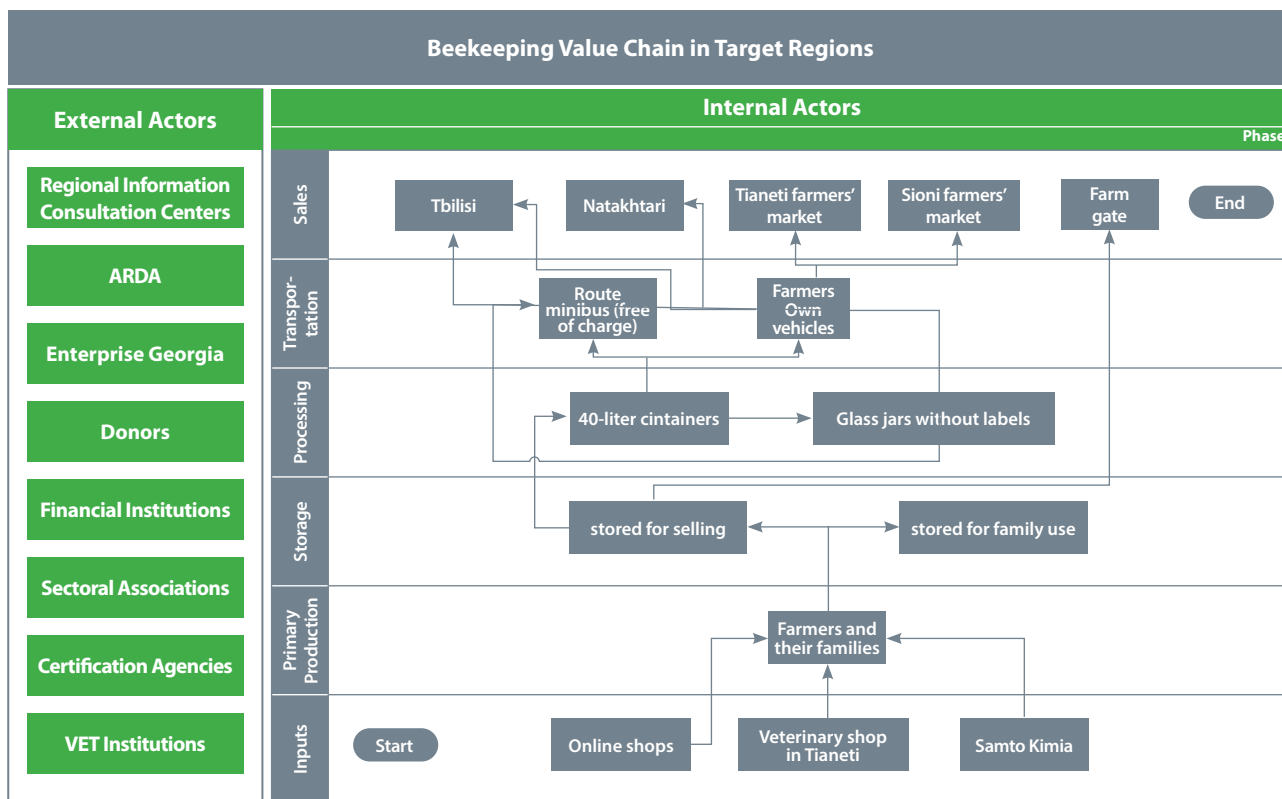 Beekeeping Value Chain in Target Regions
External Actors
Regional Information
Consultation Centers
ARDA
Enterprise Georgia
Donors
Financial Institutions
Sectoral Associations
Certification Agencies
VET Institutions
Internal Actors
Phase
Sales
Tbilisi
Natakhtari
Tianeti farmers’
market
Sioni farmers’
market
Farm
gate
End
Transpor-
tation
Route
minibus (free
of charge)
Farmers
Own
vehicles
Processing
40-liter cintainers
Glass jars without labels
Storage
stored for selling
stored for family use
Primary
Production
Farmers and
their families
Inputs
Start
Online shops
Veterinary shop
in Tianeti
Samto Kimia